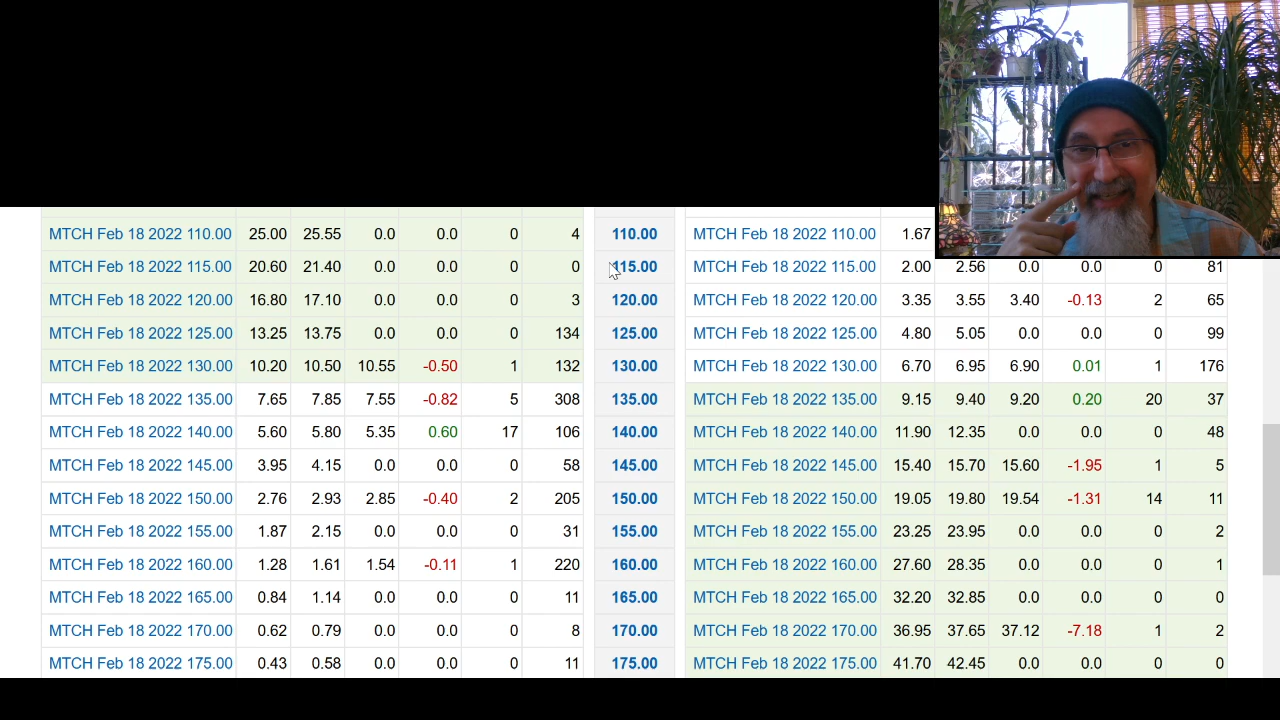 MTCH Feb 18 2022 110.00 25.00 25.55 0.0 0.0 0 4 110.00 MTCH Feb 18 2022 110.00 1.67
MTCH Feb 18 2022 115.00 20.66 21.40 0.0 0.0 0 0 115.00 MTCH Feb 18 2022 115.00 2.00 2.56 0.0 0.0 0 81
MTCH Feb 18 2022 120.00 16.80 17.10 0.0 0.0 0 3 120.00 MTCH Feb 18 2022 120.00 3.35 3.55 3.40 -0.13 2 65
MTCH Feb 18 2022 125.00 13.25 13.75 0.0 0.0 0 134 125.00 MTCH Feb 18 2022 125.00 4.80 5.05 0.0 0.0 0 99
MTCH Feb 18 2022 130.00 10.20 10.50 10.55 -0.50 1 132 130.00 MTCH Feb 18 2022 130.00 6.70 6.95 6.90 0.01 1 176
MTCH Feb 18 2022 135.00 7.65 7.85 7.55 -0.82 5 308 135.00 MTCH Feb 18 2022 135.00 9.15 9.40 9.20 0.20 20 37
MTCH Feb 18 2022 140.00 5.60 5.80 5.35 0.60 17 106 140.00 MTCH Feb 18 2022 140.00 11.90 12.35 0.0 0.0 0 48
MTCH Feb 18 2022 145.00 3.95 4.15 0.0 0.0 0 58 145.00 MTCH Feb 18 2022 145.00 15.40 15.70 15.60 -1.95 1 5
MTCH Feb 18 2022 150.00 2.76 2.93 2.85 -0.40 2 205 150.00 MTCH Feb 18 2022 150.00 19.05 19.80 19.54 -1.31 14 11
MTCH Feb 18 2022 155.00 1.87 2.15 0.0 0.0 0 31 155.00 MTCH Feb 18 2022 155.00 23.25 23.95 0.0 0.0 0 2
MTCH Feb 18 2022 160.00 1.28 1.61 1.54 -0.11 1 220 160.00 MTCH Feb 18 2022 160.00 27.60 28.35 0.0 0.0 0 1
MTCH Feb 18 2022 165.00 0.84 1.14 0.0 0.0 0 11 165.00 MTCH Feb 18 2022 165.00 32.20 32.85 0.0 0.0 0 0
MTCH Feb 18 2022 170.00 0.62 0.79 0.0 0.0 0 8 170.00 MTCH Feb 18 2022 170.00 36.95 37.65 37.12 -7.18 1 2
MTCH Feb 18 2022 175.00 0.43 0.58 0.0 0.0 0 11 175.00 MTCH Feb 18 2022 175.00 41.70 42.45 0.0 0.0 0 0